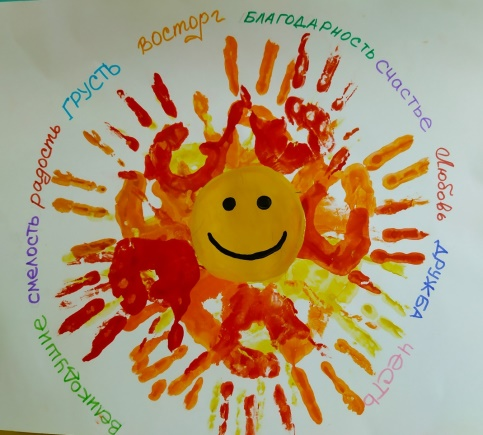 великодушие
смелость
радость
грусть
восторг
благодарность
счастье
любовь
дружба
честь